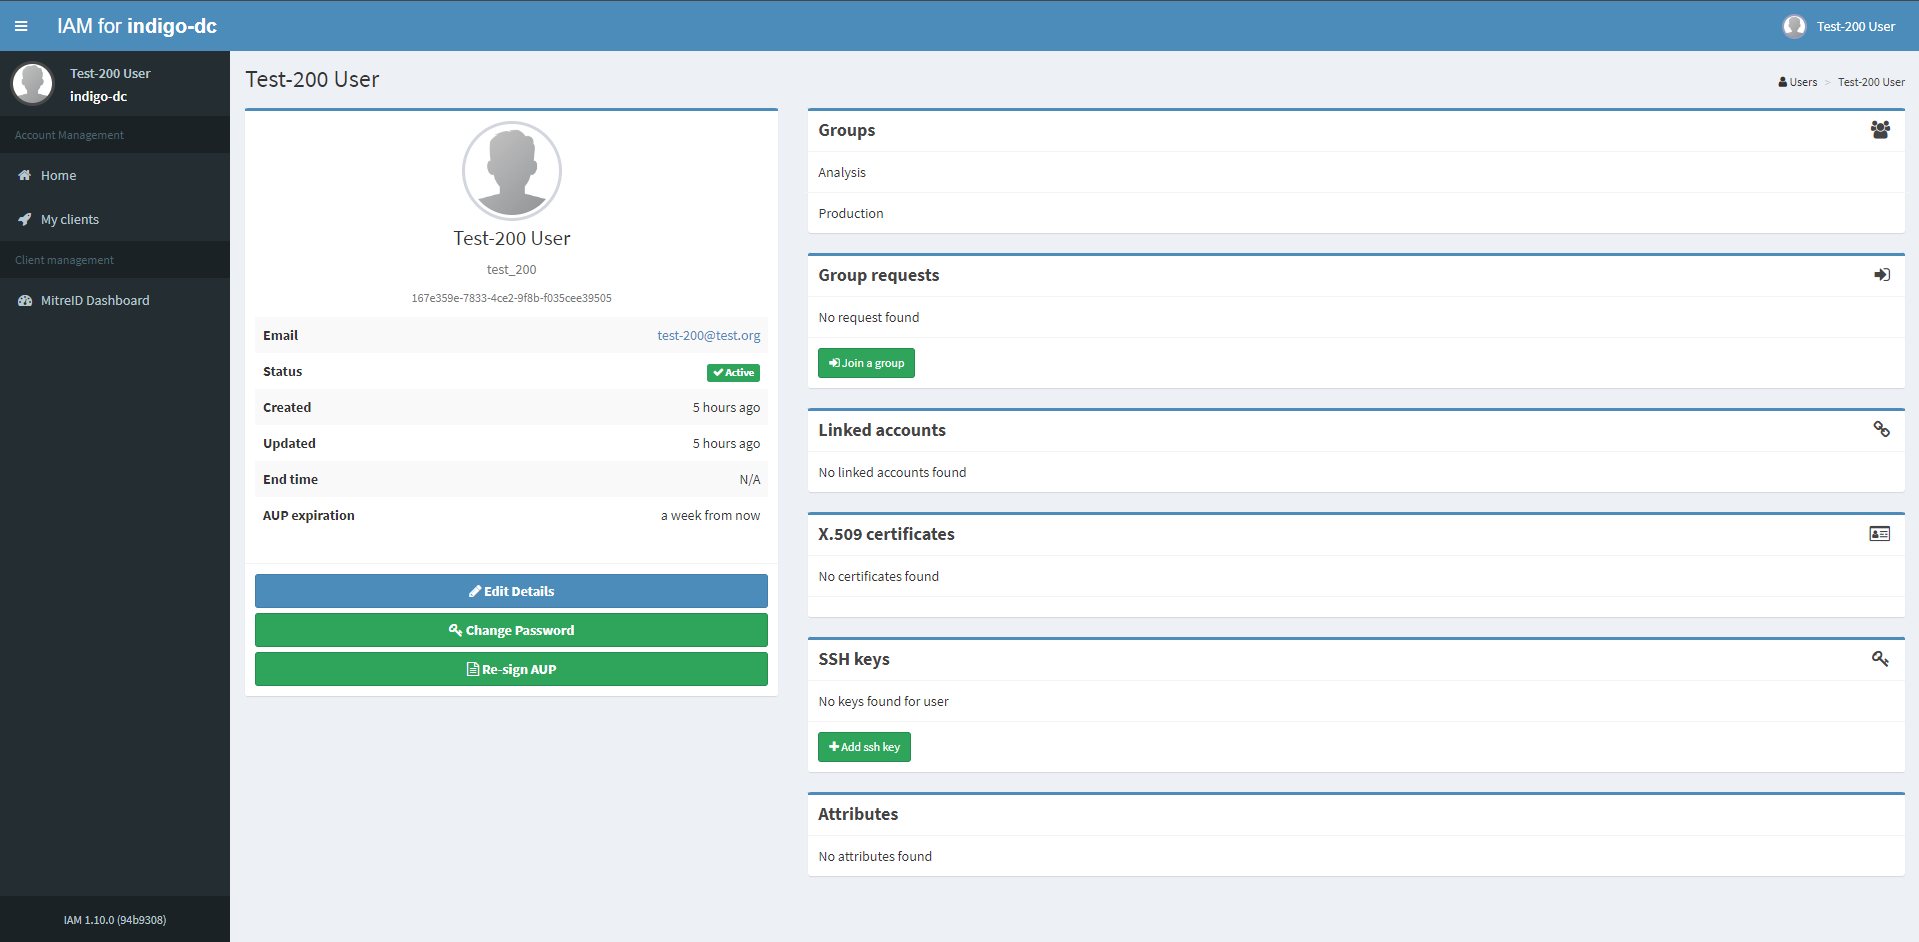 IAM for indigo-dc
Test-200 User
Test-200 User
indigo-dc
Account Management
Home
My clients
Client management
MitreID Dashboard
IAM 1.10.0 (94b9308)
Test-200 User
Users > Test-200 User
Test-200 User
test_200
167e359e-7833-4ce2-9f8b-f035cee39505
Email test-200@test.org
Status Active
Created 5 hours ago
Updated 5 hours ago
End time N/A
AUP expiration a week from now
Edit Details
Change Password
Re-sign AUP
Groups
Analysis
Production
Group requests
No request found
Join a group
Linked accounts
No linked accounts found
X.509 certificates
No certificates found
SSH keys
No keys found for user
Add ssh key
Attributes
No attributes found